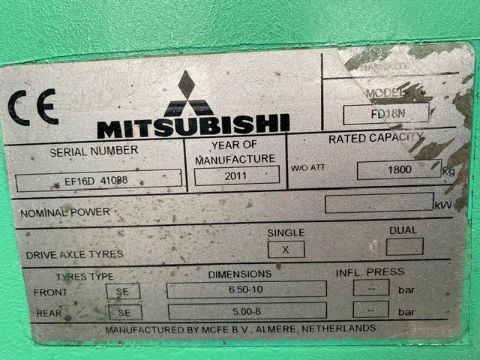 CE
MITSUBISHI
MODEL
FD18N
SERIAL NUMBER
EF16D 41098
YEAR OF
MANUFACTURE
2011
RATED CAPACITY
W/O ATT 1800 kg
NOMINAL POWER kW
SINGLE DUAL
DRIVE AXLE TYRES X
TYRES TYPE DIMENSIONS INFL PRESS
FRONT SE 6.50-10 -- bar
REAR SE 5.00-8 -- bar
MANUFACTURED BY MCFE B.V., ALMERE, NETHERLANDS